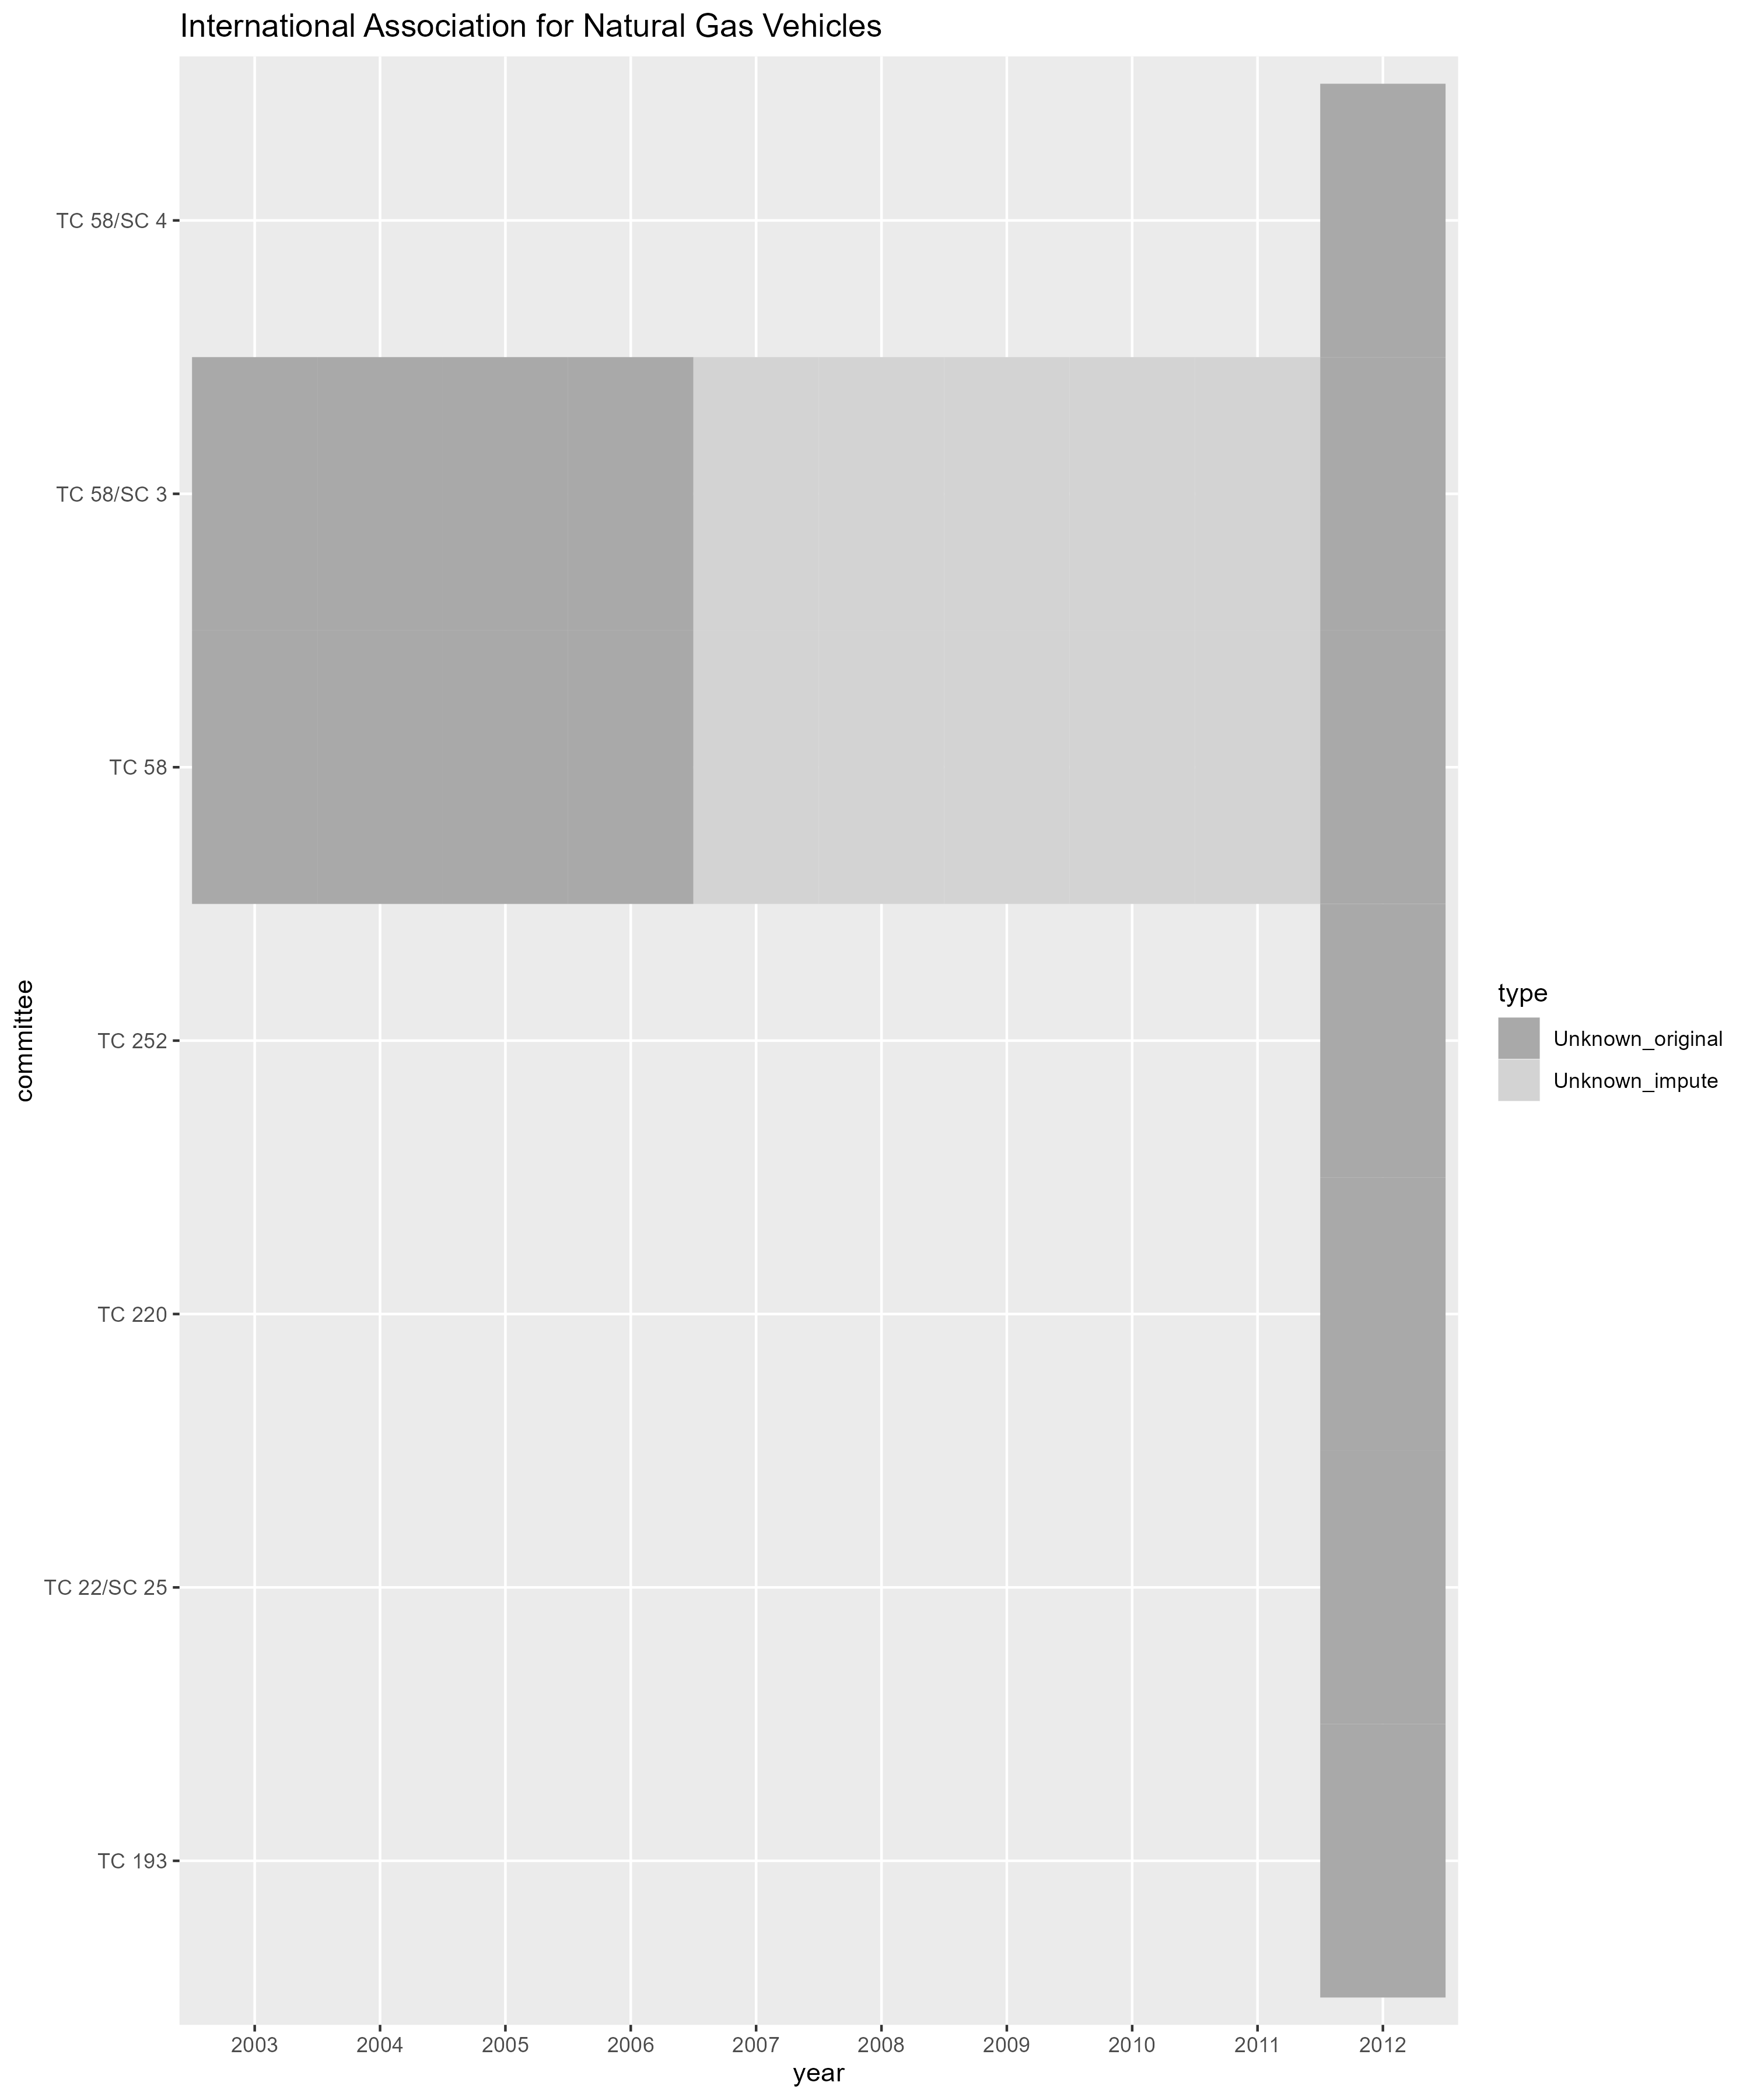 International Association for Natural Gas Vehicles
committee
TC 58/SC 4
TC 58/SC 3
TC 58
TC 252
TC 220
TC 22/SC 25
TC 193
2003 2004 2005 2006 2007 2008 2009 2010 2011 2012
year
type
Unknown_original
Unknown_impute